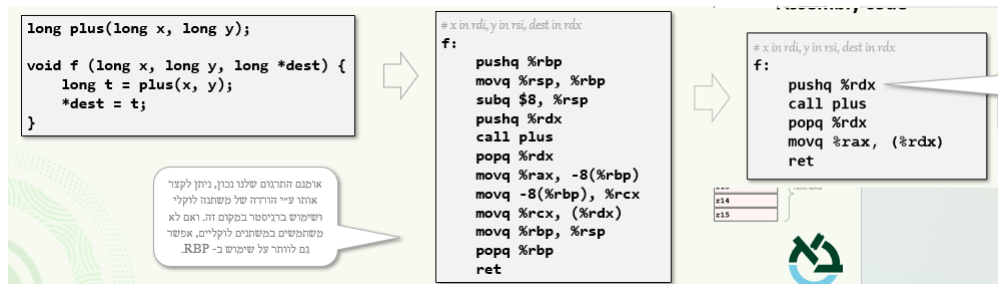 long plus(long x, long y);
void f (long x, long y, long *dest) {
long t = plus(x, y);
*dest = t;
}
אומנם התרגום שלנו נכון, ניתן לקצר
אותו ע״י הורדה של משתנה לוקלי
ושימוש ברגיסטר במקום זה. ואם לא
משתמשים במשתנים לוקליים, אפשר
גם לוותר על שימוש ב- RBP.
# x in rdi, y in rsi, dest in rdx
f:
pushq %rbp
movq %rsp, %rbp
subq $8, %rsp
pushq %rdx
call plus
popq %rdx
movq %rax, -8(%rbp)
movq -8(%rbp), %rcx
movq %rcx, (%rdx)
movq %rbp, %rsp
popq %rbp
ret
# x in rdi, y in rsi, dest in rdx
f:
pushq %rdx
call plus
popq %rdx
movq %rax, (%rdx)
ret
r14
r15